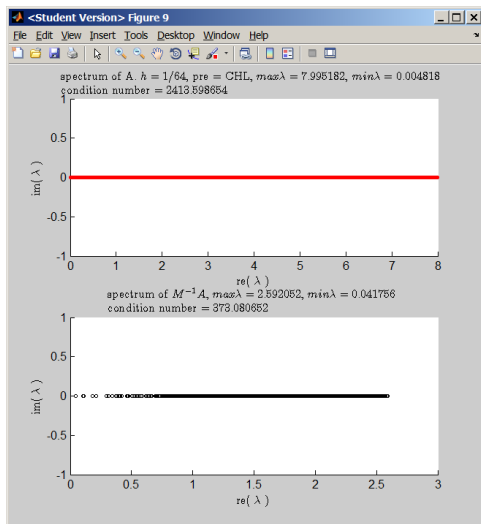 <Student Version> Figure 9
File Edit View Insert Tools Desktop Window Help
spectrum of A. h = 1/64, pre = CHL, maxλ = 7.995182, minλ = 0.004818
condition number = 2413.598654
1
0.5
0
-0.5
-1
im( λ )
0 1 2 3 4 5 6 7 8
re( λ )
spectrum of M⁻¹A, maxλ = 2.592052, minλ = 0.041756
condition number = 373.080652
1
0.5
0
-0.5
-1
im( λ )
0 0.5 1 1.5 2 2.5 3
re( λ )